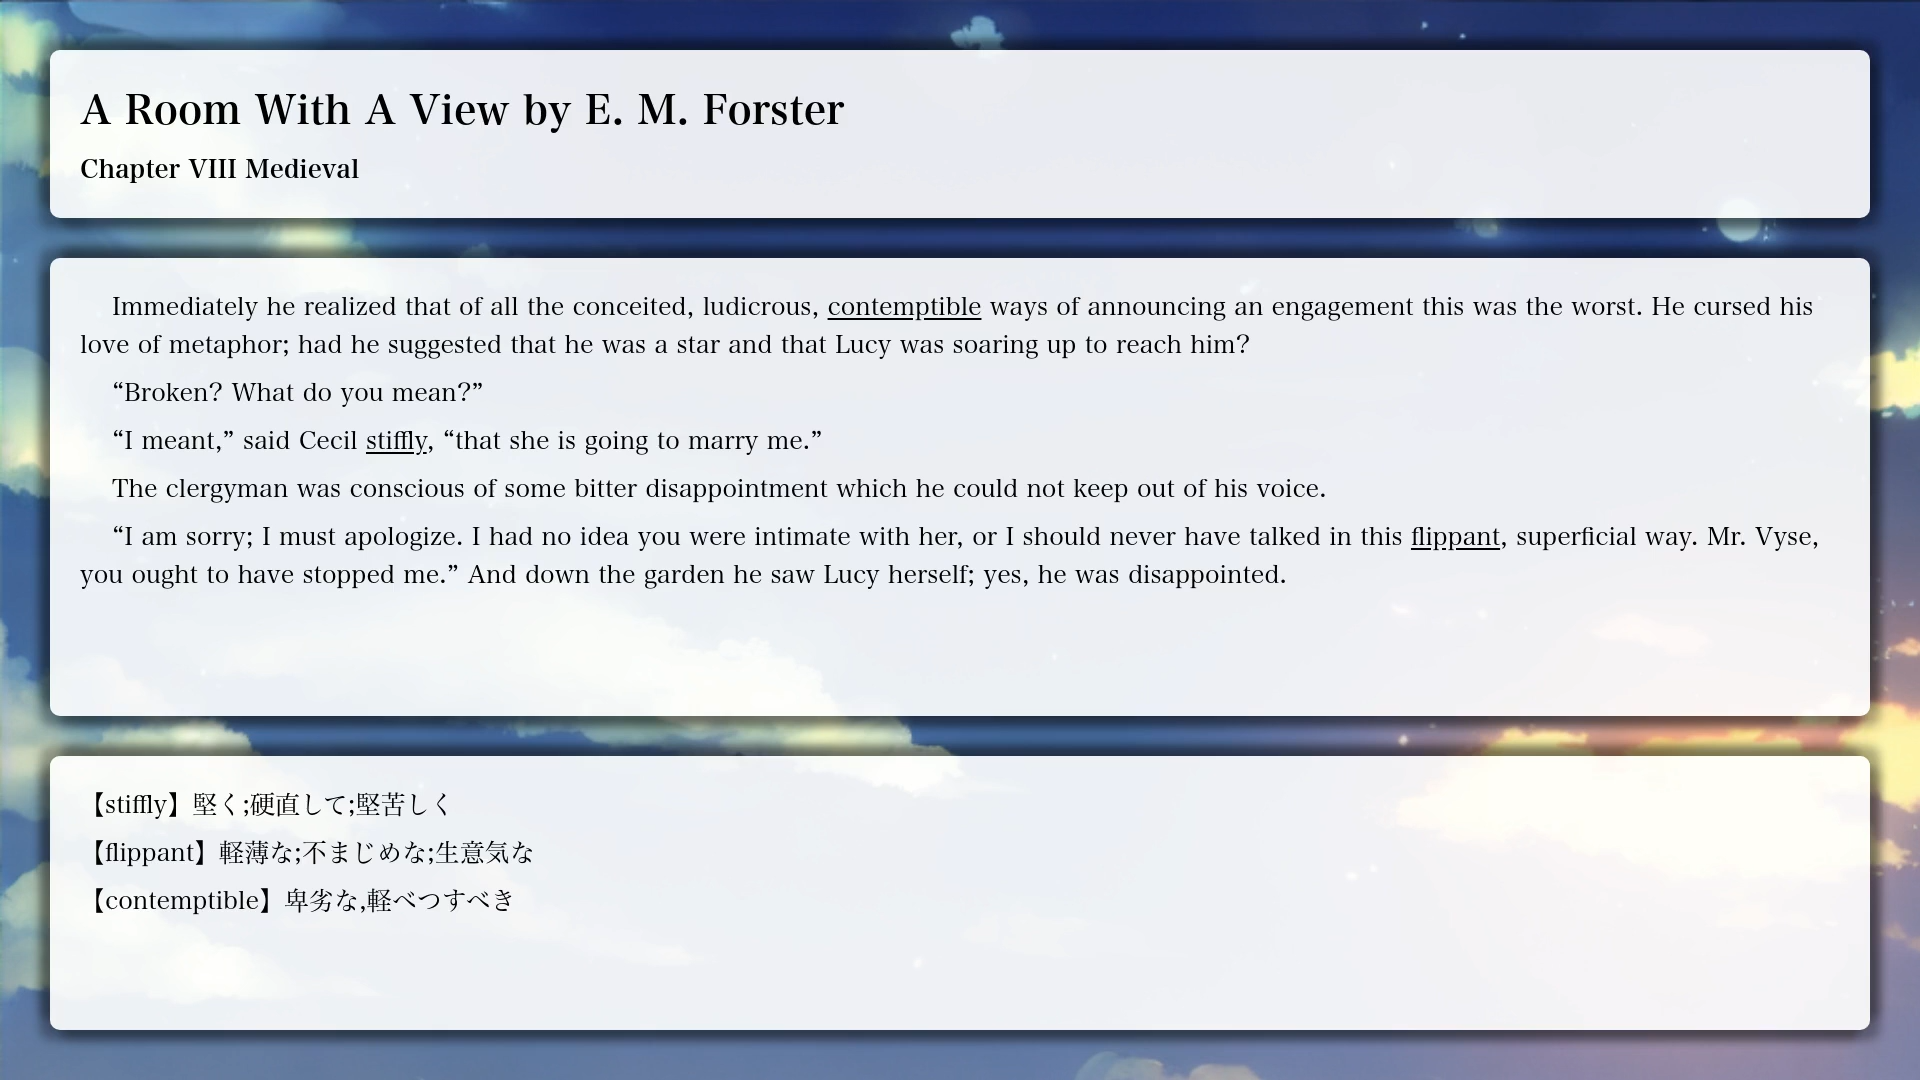 A Room With A View by E. M. Forster
Chapter VIII Medieval
Immediately he realized that of all the conceited, ludicrous, contemptible ways of announcing an engagement this was the worst. He cursed his
love of metaphor; had he suggested that he was a star and that Lucy was soaring up to reach him?
“Broken? What do you mean?”
“I meant,” said Cecil stiffly, “that she is going to marry me.”
The clergyman was conscious of some bitter disappointment which he could not keep out of his voice.
“I am sorry; I must apologize. I had no idea you were intimate with her, or I should never have talked in this flippant, superficial way. Mr. Vyse,
you ought to have stopped me.” And down the garden he saw Lucy herself; yes, he was disappointed.
【stiffly】堅く;硬直して;堅苦しく
【flippant】軽薄な;不まじめな;生意気な
【contemptible】卑劣な,軽べつすべき